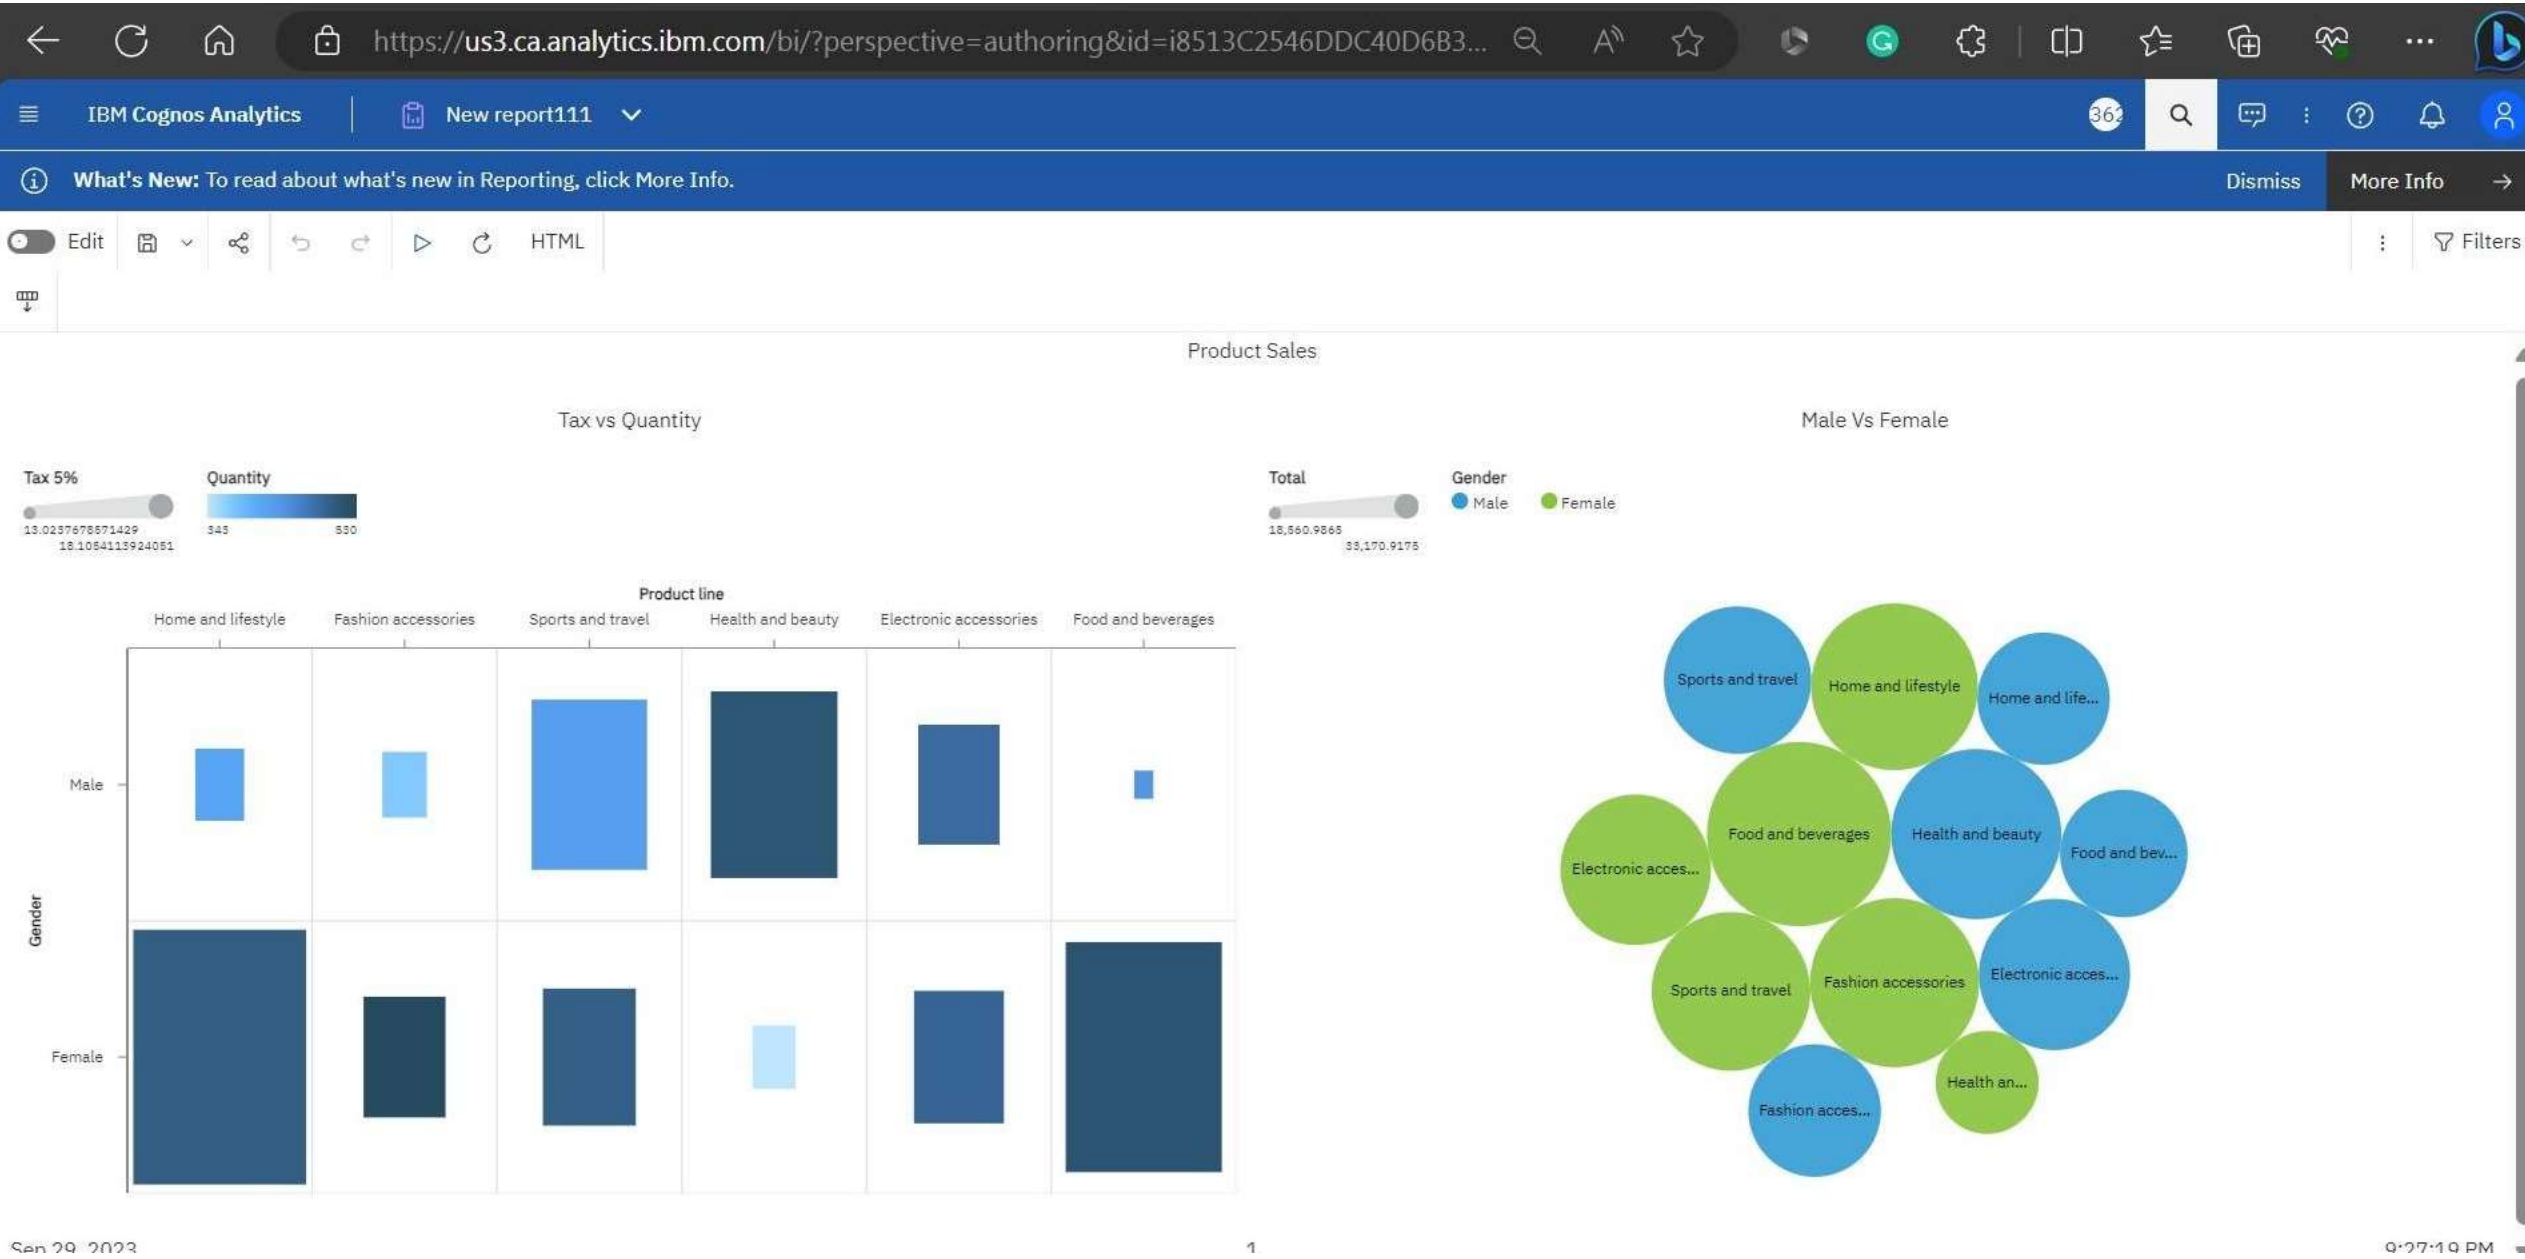 https://us3.ca.analytics.ibm.com/bi/?perspective=authoring&id=i8513C2546DDC40D6B3...
IBM Cognos Analytics
New report111
362
What's New: To read about what's new in Reporting, click More Info.
Dismiss
More Info
Edit
HTML
Filters
Product Sales
Tax vs Quantity
Tax 5%
Quantity
13.0237678571429
18.1054113924051
343
530
Product line
Home and lifestyle
Fashion accessories
Sports and travel
Health and beauty
Electronic accessories
Food and beverages
Gender
Male
Female
Male Vs Female
Total
Gender
18,560.9865
33,170.9175
Male
Female
Sports and travel
Home and lifestyle
Home and life...
Food and beverages
Health and beauty
Food and bev...
Electronic acces...
Sports and travel
Fashion accessories
Electronic acces...
Fashion acces...
Health an...
Sep 29, 2023
1
9:27:19 PM